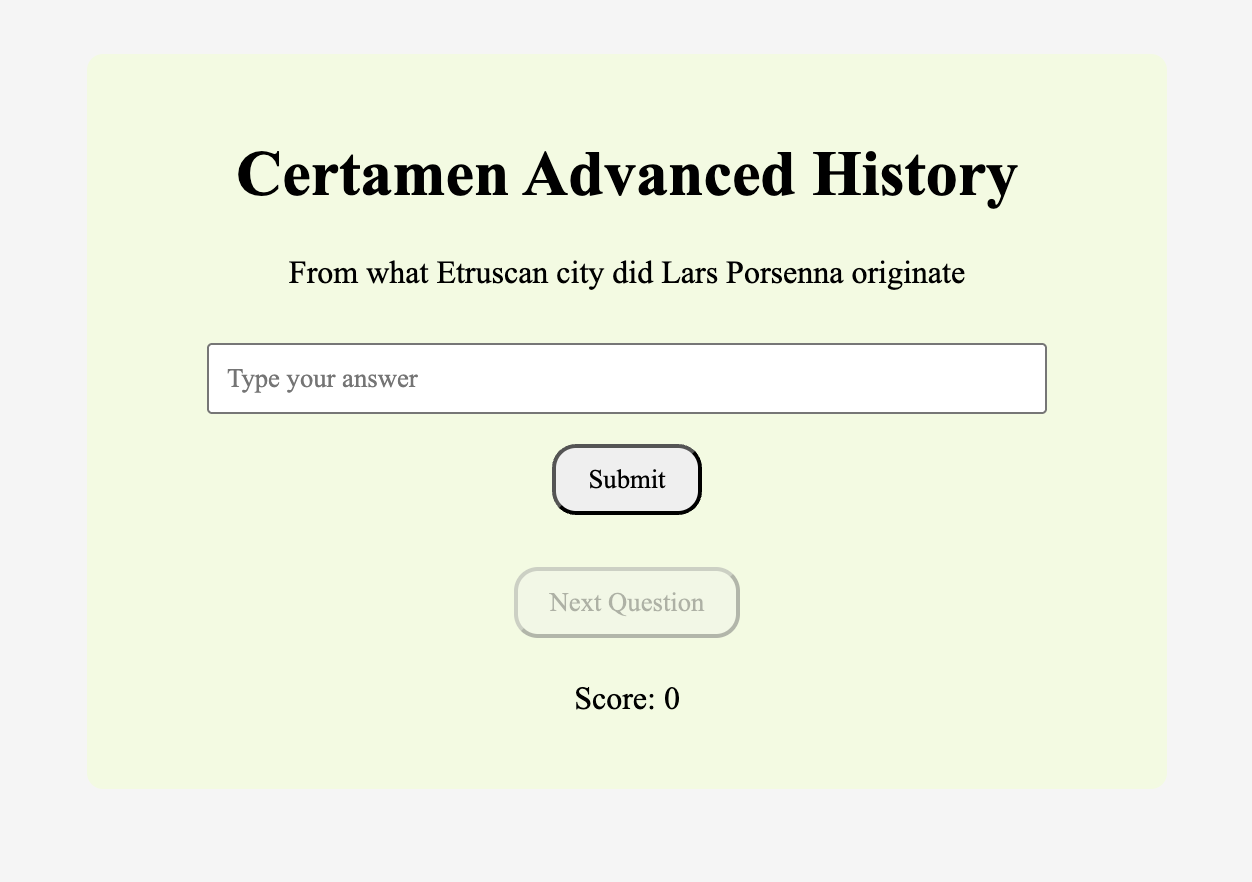 Certamen Advanced History
From what Etruscan city did Lars Porsenna originate
Type your answer
Submit
Next Question
Score: 0